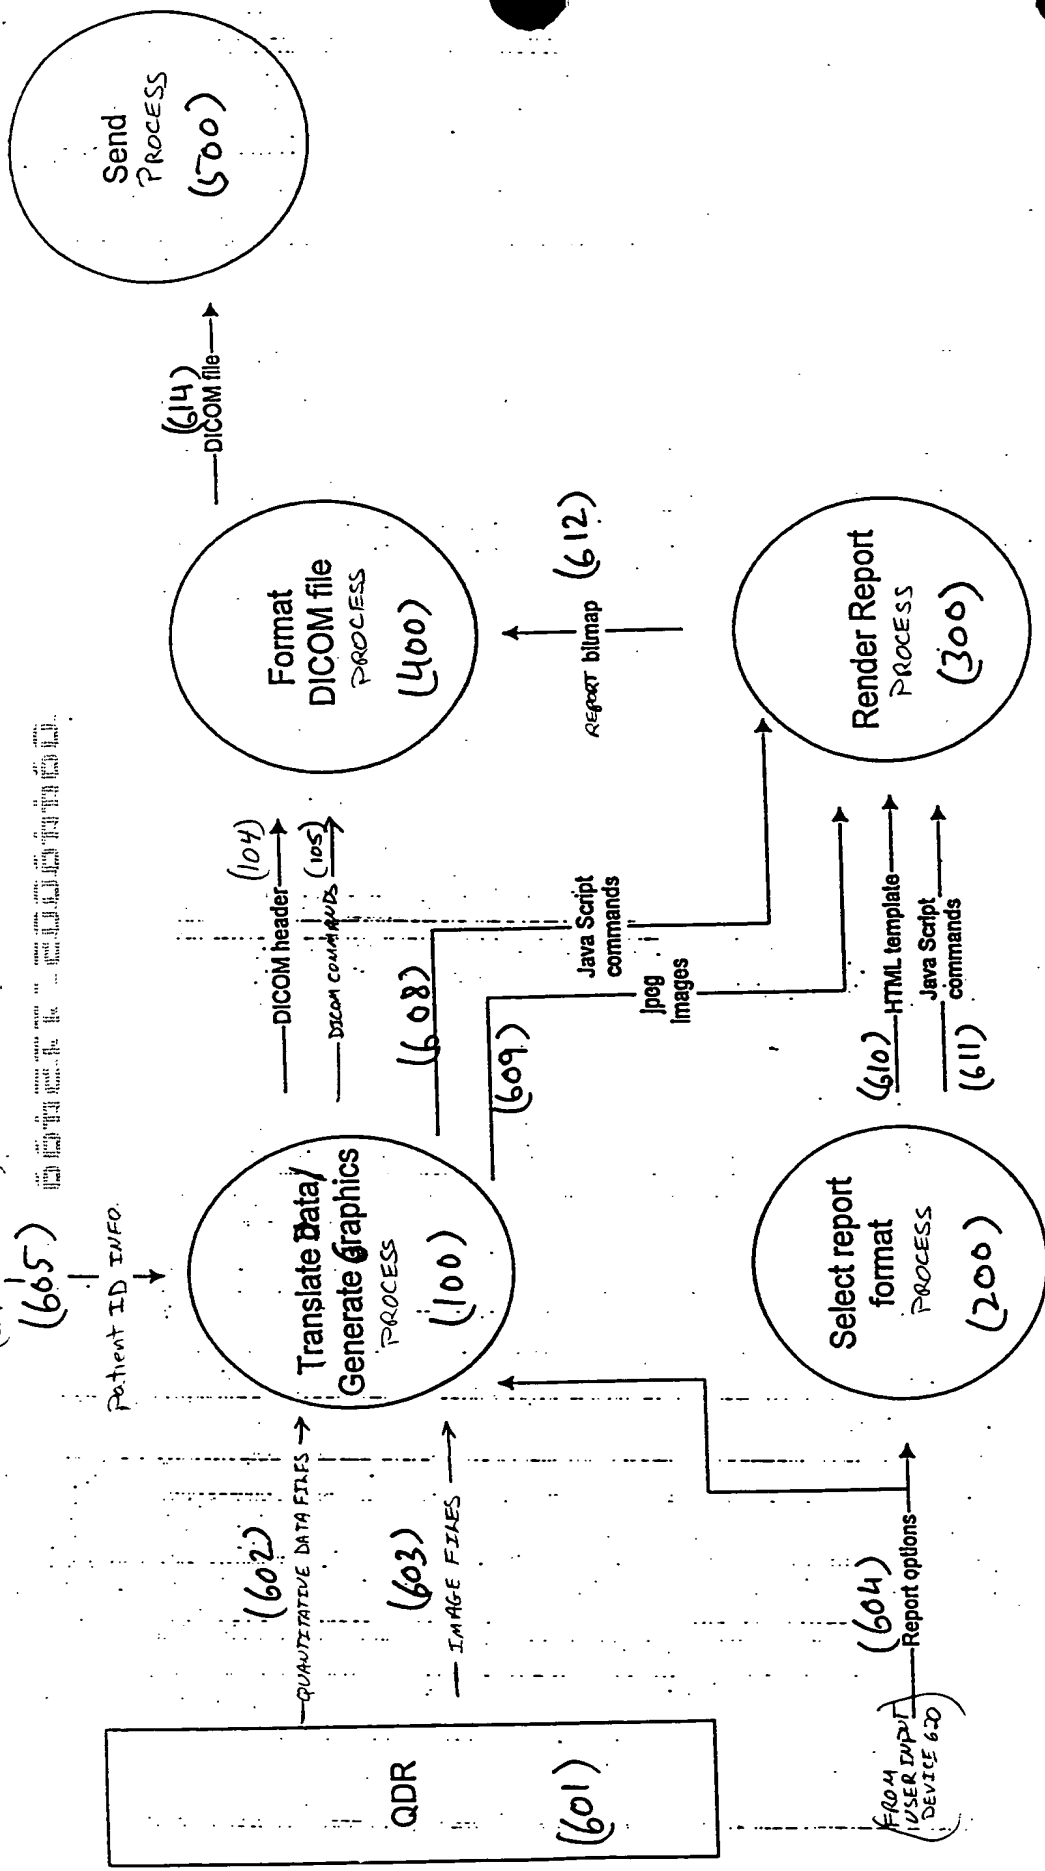 (605)
Patient ID INFO.
QDR
(601)
(602)
QUANTITATIVE DATA FILES
(603)
IMAGE FILES
(FROM
USER INPUT
DEVICE 620)
(604)
Report options
Translate Data/
Generate Graphics
PROCESS
(100)
Select report
format
PROCESS
(200)
DICOM header
(104)
DICOM COMMANDS (105)
(608)
Java Script
commands
(609)
jpeg
images
(610)
HTML template
Java Script
commands
(611)
Format
DICOM file
PROCESS
(400)
REPORT bitmap (612)
Render Report
PROCESS
(300)
(614)
DICOM file
Send
PROCESS
(500)